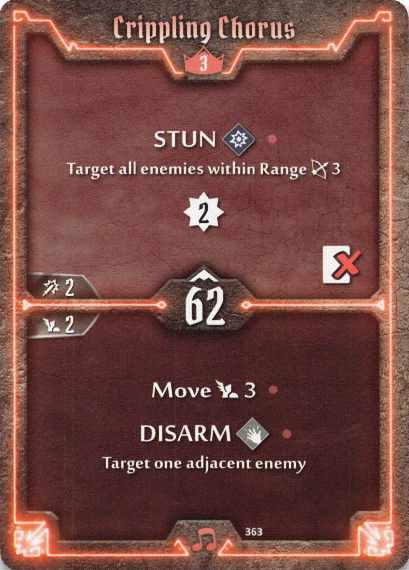 Crippling Chorus
3
STUN
Target all enemies within Range 3
2
2
62
2
Move 3
DISARM
Target one adjacent enemy
363